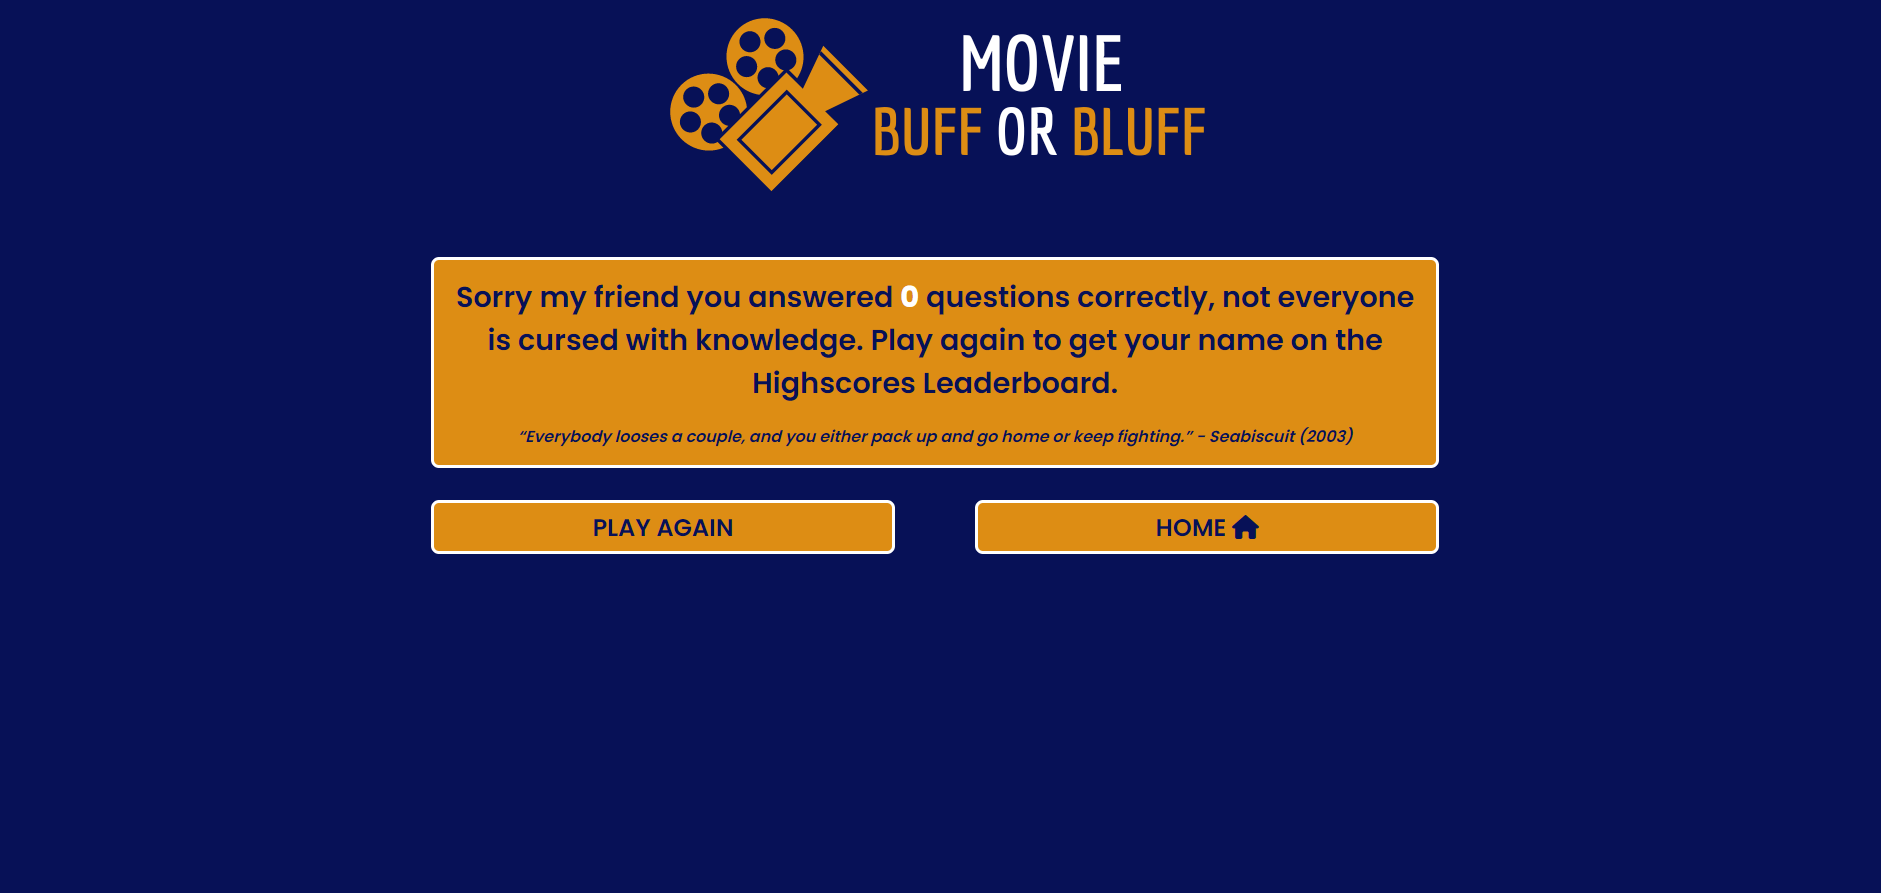 MOVIE
BUFF OR BLUFF
Sorry my friend you answered 0 questions correctly, not everyone
is cursed with knowledge. Play again to get your name on the
Highscores Leaderboard.
“Everybody looses a couple, and you either pack up and go home or keep fighting.” - Seabiscuit (2003)
PLAY AGAIN
HOME